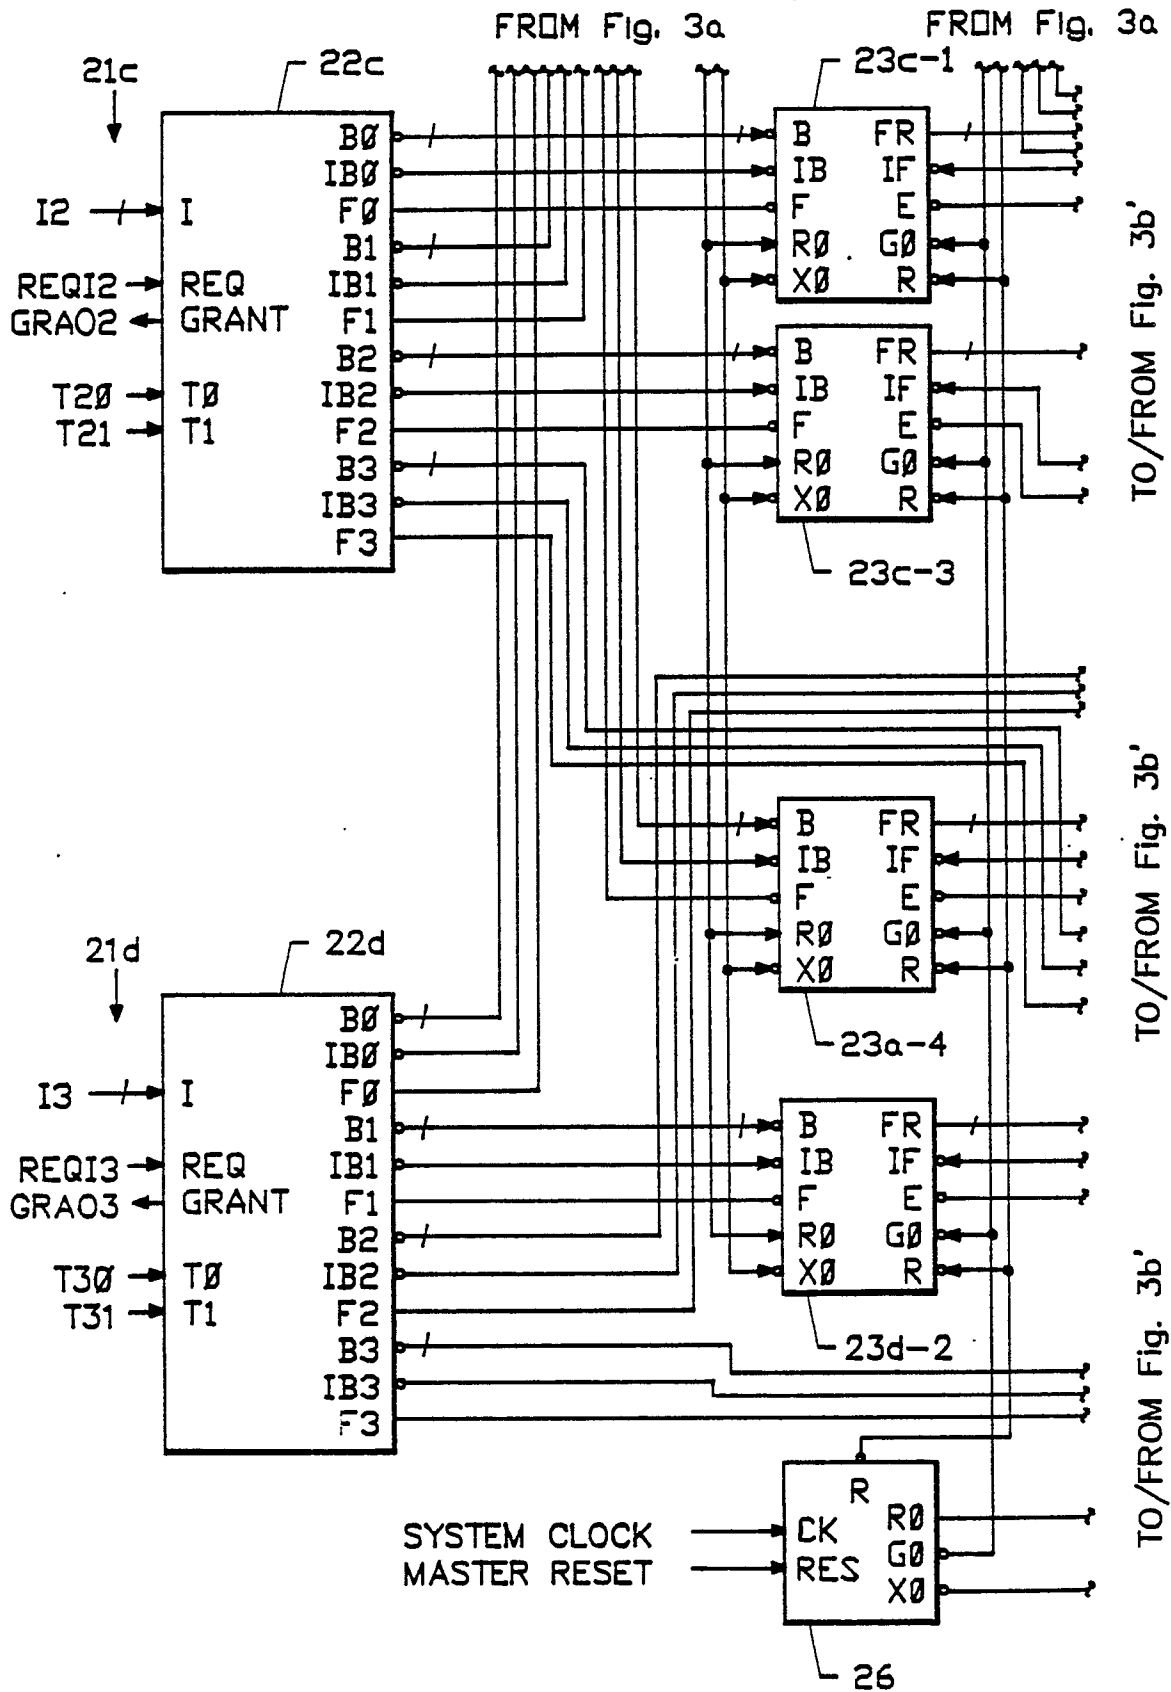 FROM Fig. 3a
FROM Fig. 3a
21c
22c
23c-1
BØ
IBØ
FØ
B1
IB1
F1
B2
IB2
F2
B3
IB3
F3
I2
I
REQI2
REQ
GRAO2
GRANT
T2Ø
TØ
T21
T1
B
FR
IB
IF
F
E
RØ
GØ
XØ
R
B
FR
IB
IF
F
E
RØ
GØ
XØ
R
23c-3
TO/FROM Fig. 3b'
TO/FROM Fig. 3b'
B
FR
IB
IF
F
E
RØ
GØ
XØ
R
23a-4
21d
22d
BØ
IBØ
FØ
B1
IB1
F1
B2
IB2
F2
B3
IB3
F3
I3
I
REQI3
REQ
GRAO3
GRANT
T3Ø
TØ
T31
T1
B
FR
IB
IF
F
E
RØ
GØ
XØ
R
23d-2
TO/FROM Fig. 3b'
R
SYSTEM CLOCK
CK
RØ
MASTER RESET
RES
GØ
XØ
26